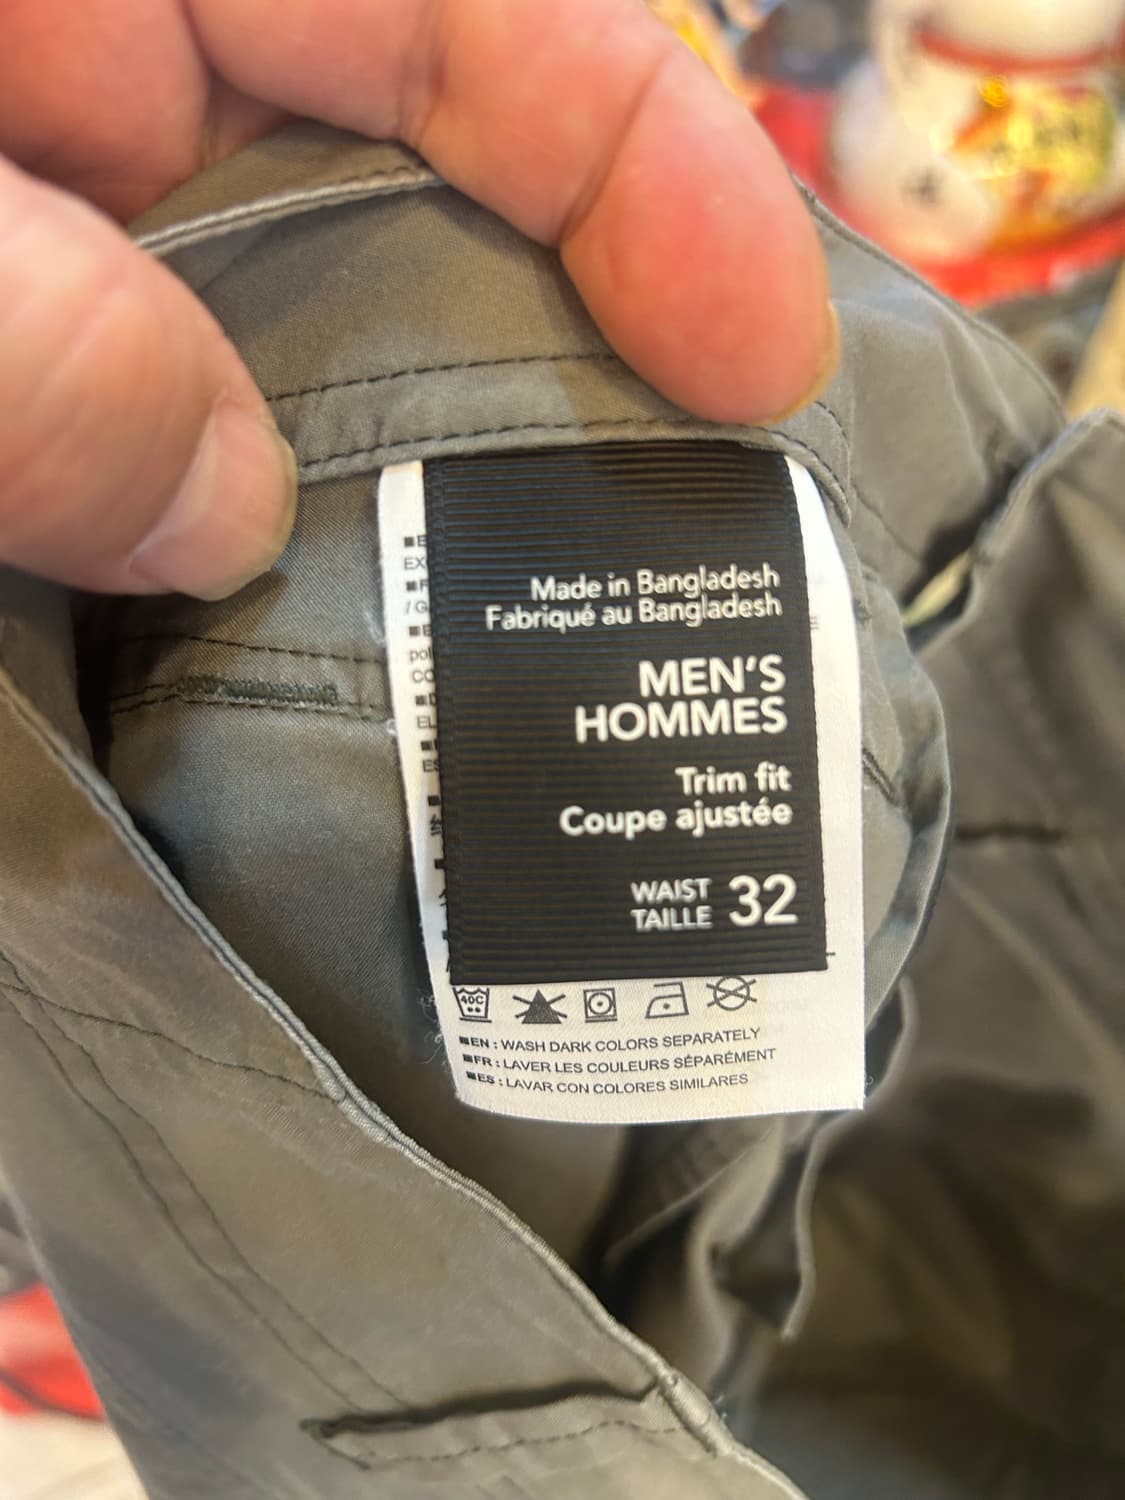 Made in Bangladesh
Fabriqué au Bangladesh
MEN'S
HOMMES
Trim fit
Coupe ajustée
WAIST
TAILLE 32
40C
EN : WASH DARK COLORS SEPARATELY
FR : LAVER LES COULEURS SÉPARÉMENT
ES : LAVAR CON COLORES SIMILARES